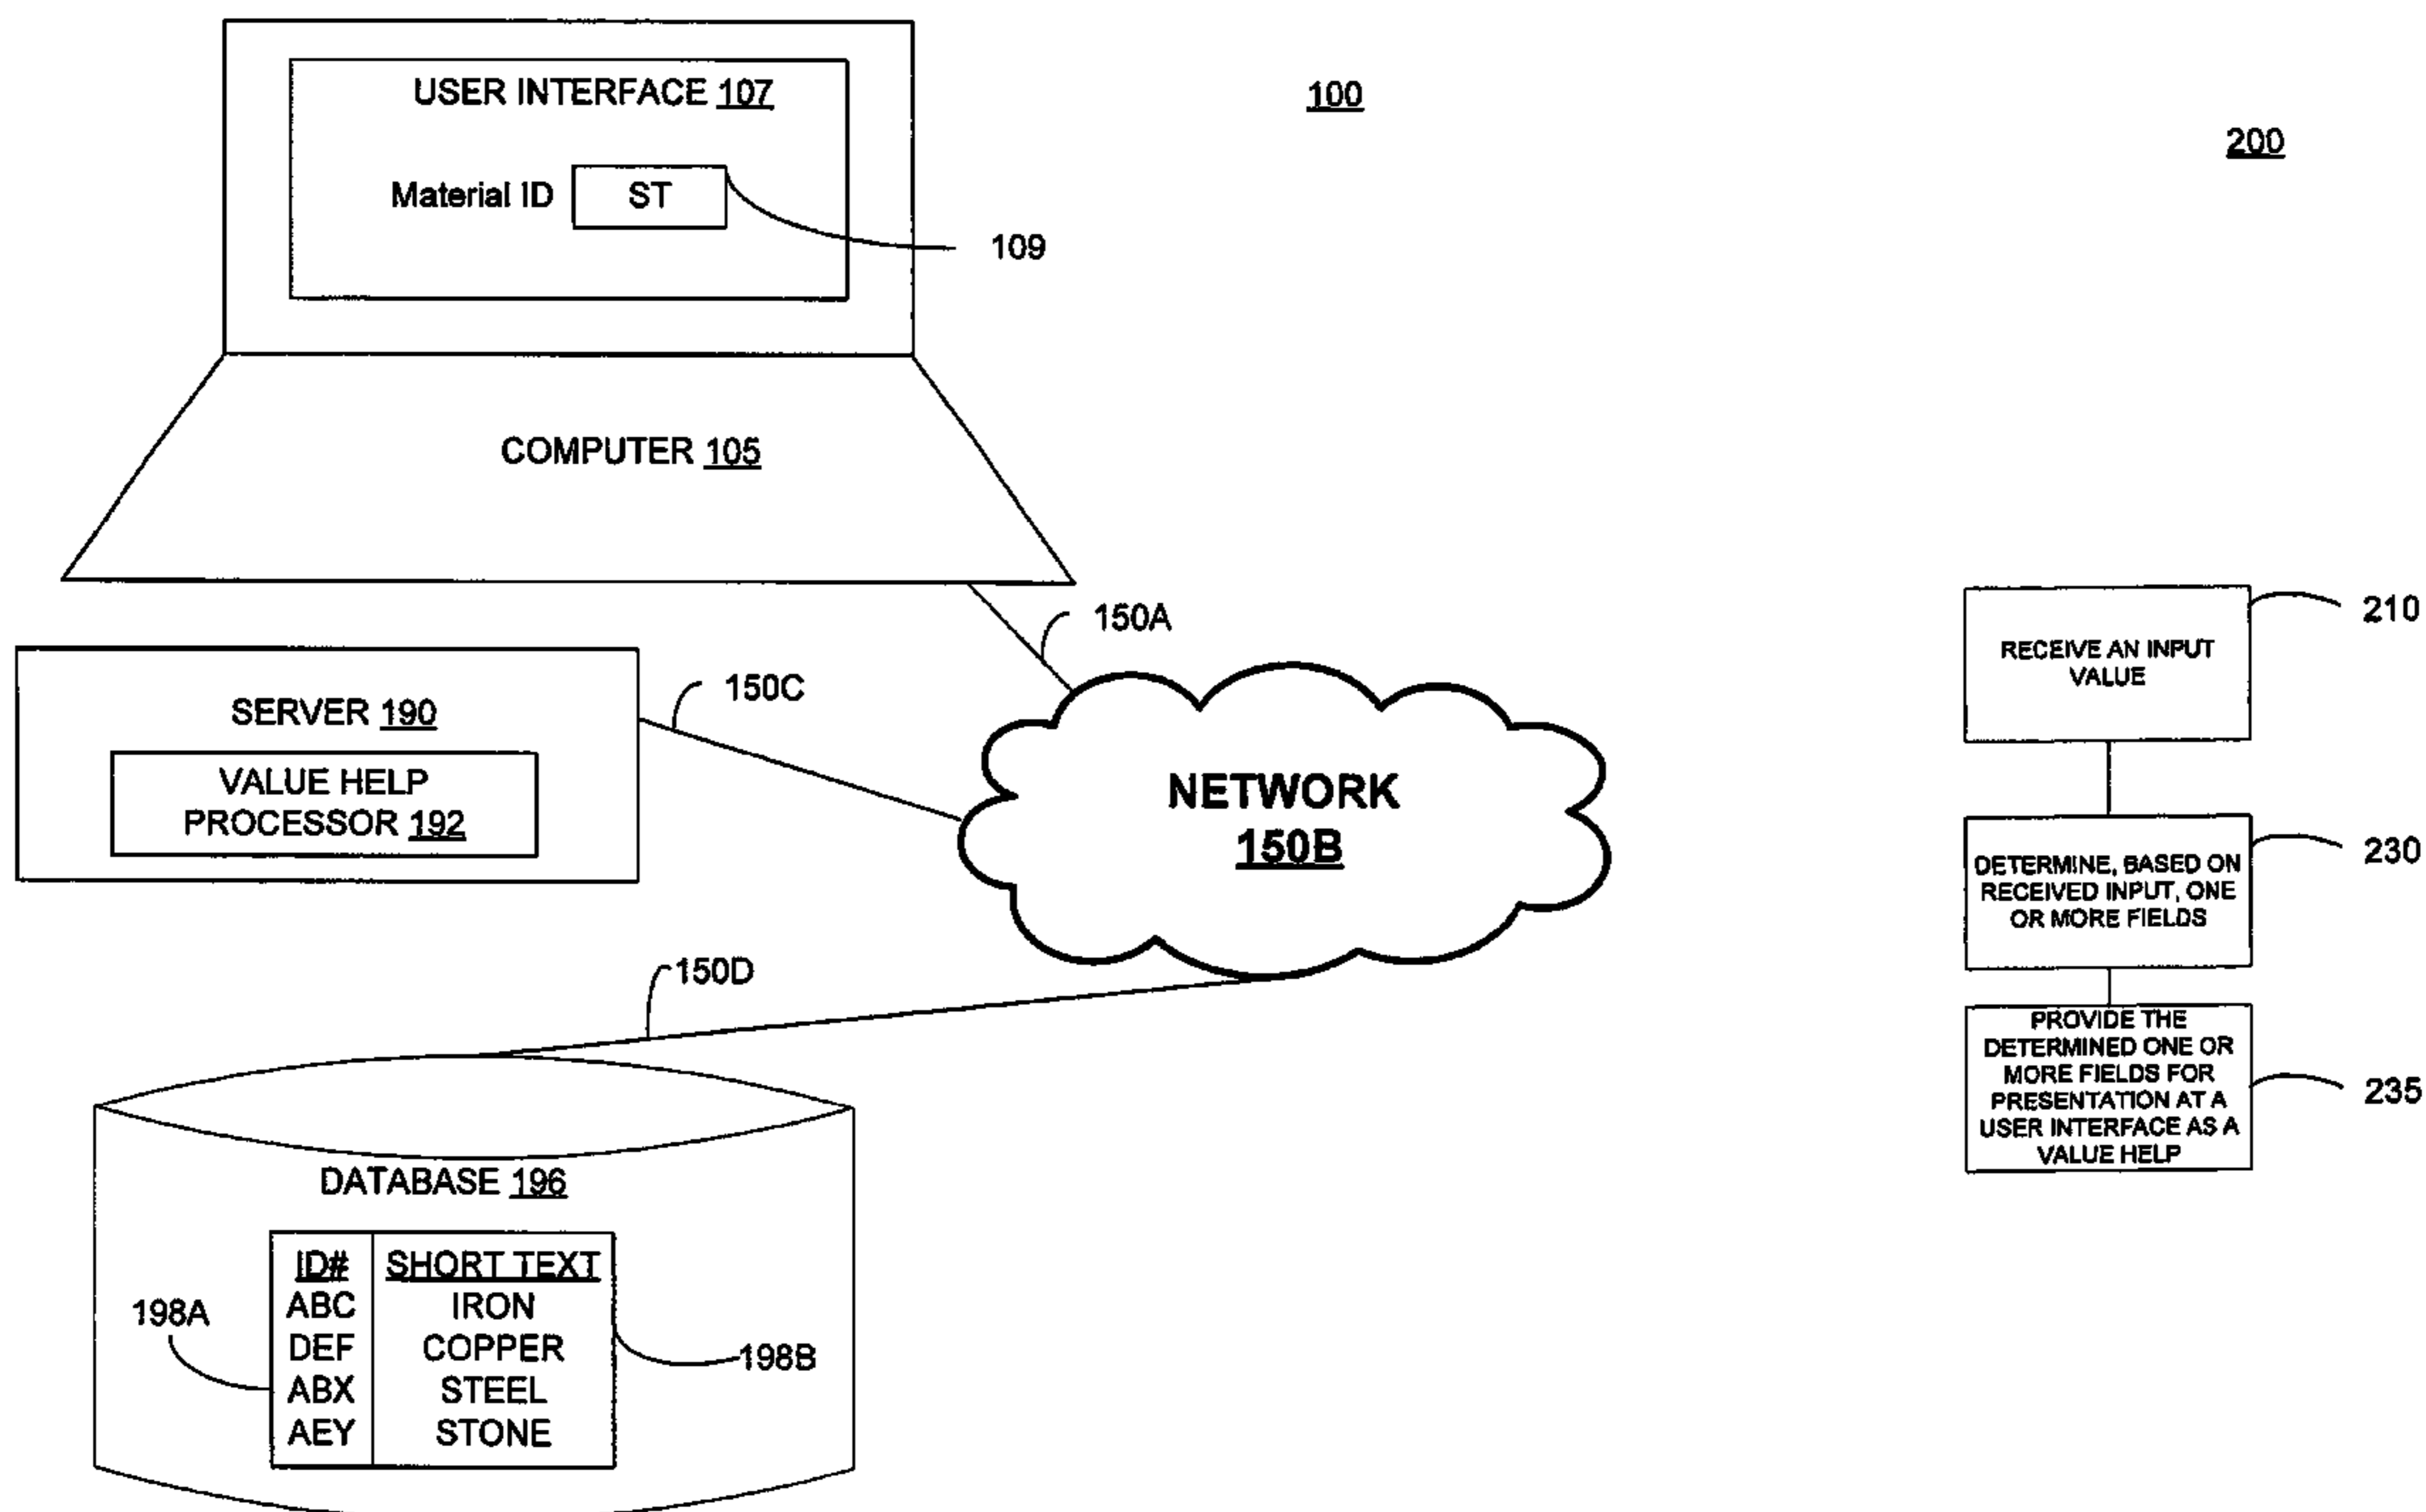 USER INTERFACE 107
Material ID ST
109
COMPUTER 105
100
150A
SERVER 190
VALUE HELP
PROCESSOR 192
150C
NETWORK
150B
150D
DATABASE 196
ID# SHORT TEXT
ABC IRON
DEF COPPER
ABX STEEL
AEY STONE
198A
198B
200
RECEIVE AN INPUT
VALUE
210
DETERMINE, BASED ON
RECEIVED INPUT, ONE
OR MORE FIELDS
230
PROVIDE THE
DETERMINED ONE OR
MORE FIELDS FOR
PRESENTATION AT A
USER INTERFACE AS A
VALUE HELP
235